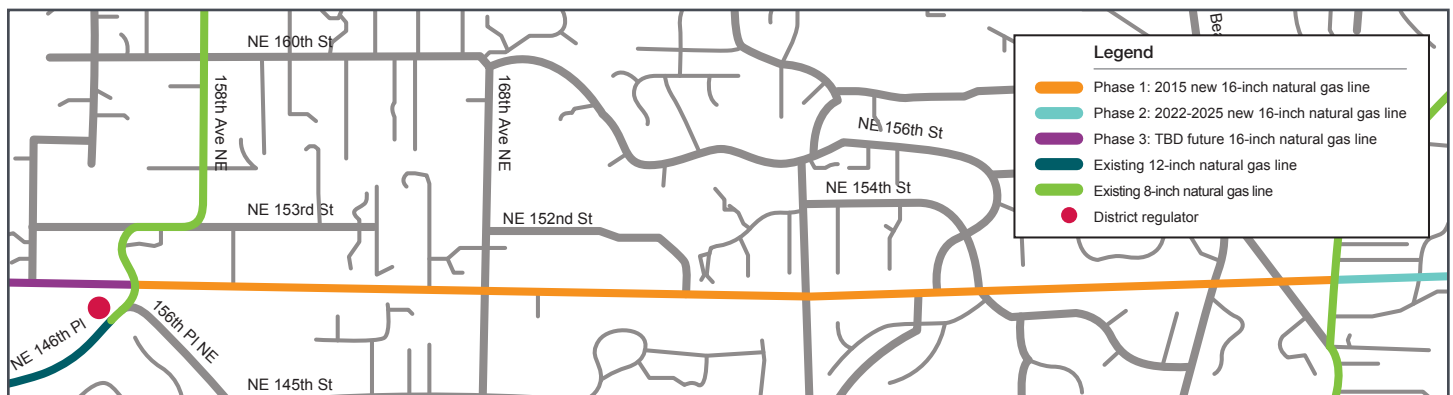 NE 160th St
158th Ave NE
168th Ave NE
NE 156th St
NE 154th St
NE 153rd St
NE 152nd St
156th Pl NE
NE 146th Pl
NE 145th St
Legend
Phase 1: 2015 new 16-inch natural gas line
Phase 2: 2022-2025 new 16-inch natural gas line
Phase 3: TBD future 16-inch natural gas line
Existing 12-inch natural gas line
Existing 8-inch natural gas line
District regulator